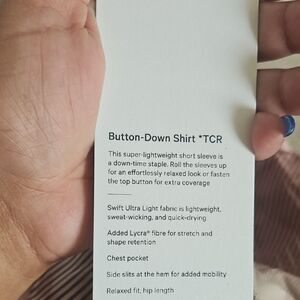 Button-Down Shirt *TCR
This super-lightweight short sleeve is
a down-time staple. Roll the sleeves up
for an effortlessly relaxed look or fasten
the top button for extra coverage
Swift Ultra Light fabric is lightweight,
sweat-wicking, and quick-drying
Added Lycra® fibre for stretch and
shape retention
Chest pocket
Side slits at the hem for added mobility
Relaxed fit, hip length